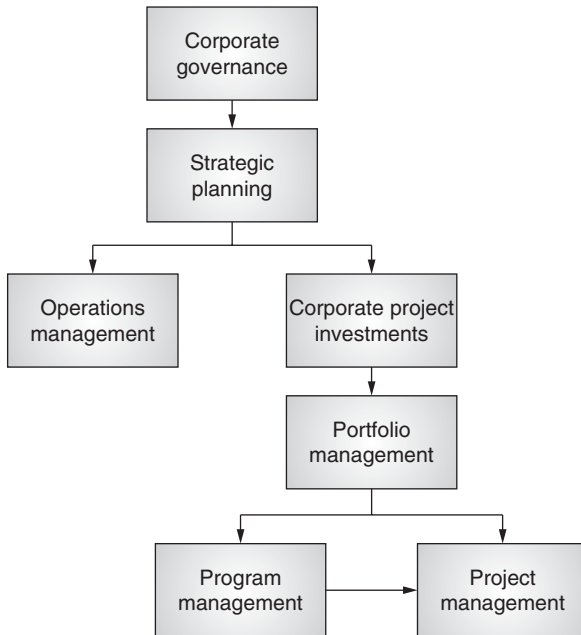 Corporate
governance
Strategic
planning
Operations
management
Corporate project
investments
Portfolio
management
Program
management
Project
management